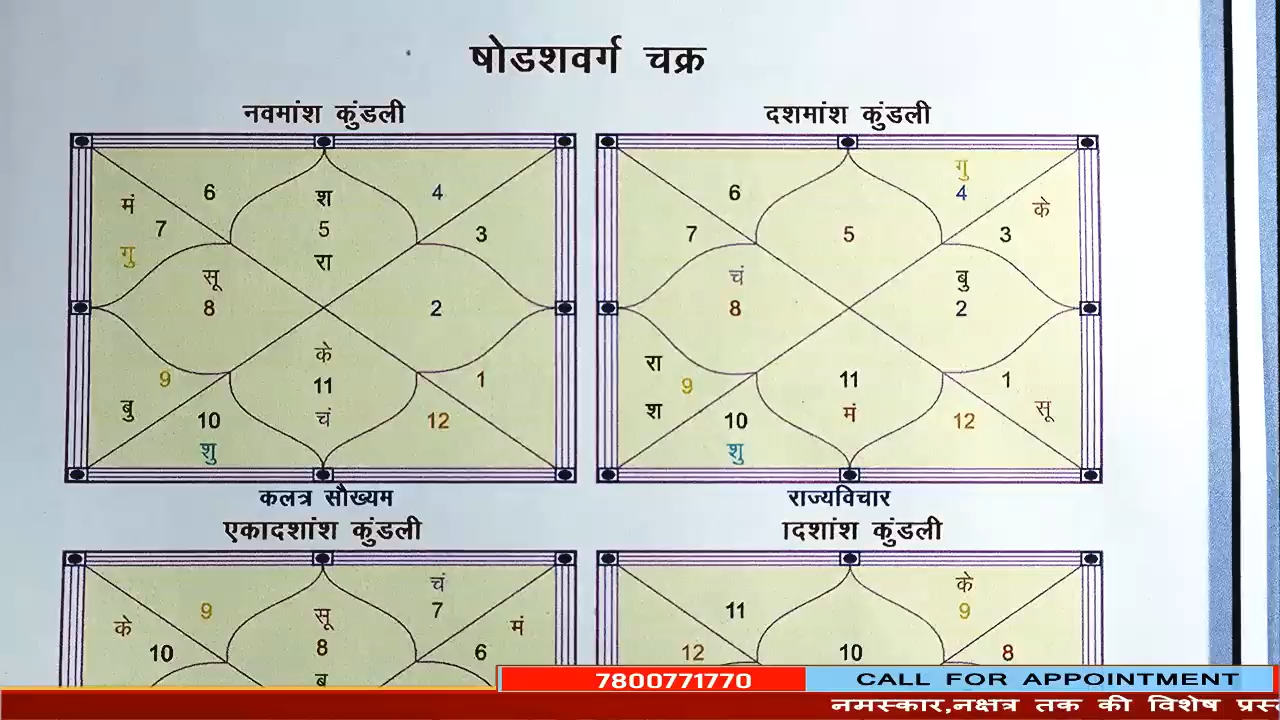 षोडशवर्ग चक्र
नवमांश कुंडली
मं
6
7
गु
श
5
रा
4
3
सू
8
2
के
11
चं
9
बु
10
शु
1
12
कलत्र सौख्यम
दशमांश कुंडली
6
7
5
गु
4
के
3
चं
8
बु
2
रा
9
श
10
शु
11
मं
1
सू
12
राज्यविचार
एकादशांश कुंडली
के
9
10
सू
8
चं
7
मं
6
ादशांश कुंडली
11
12
10
के
9
8
7800771770
CALL FOR APPOINTMENT
नमस्कार,नक्षत्र तक की विशेष